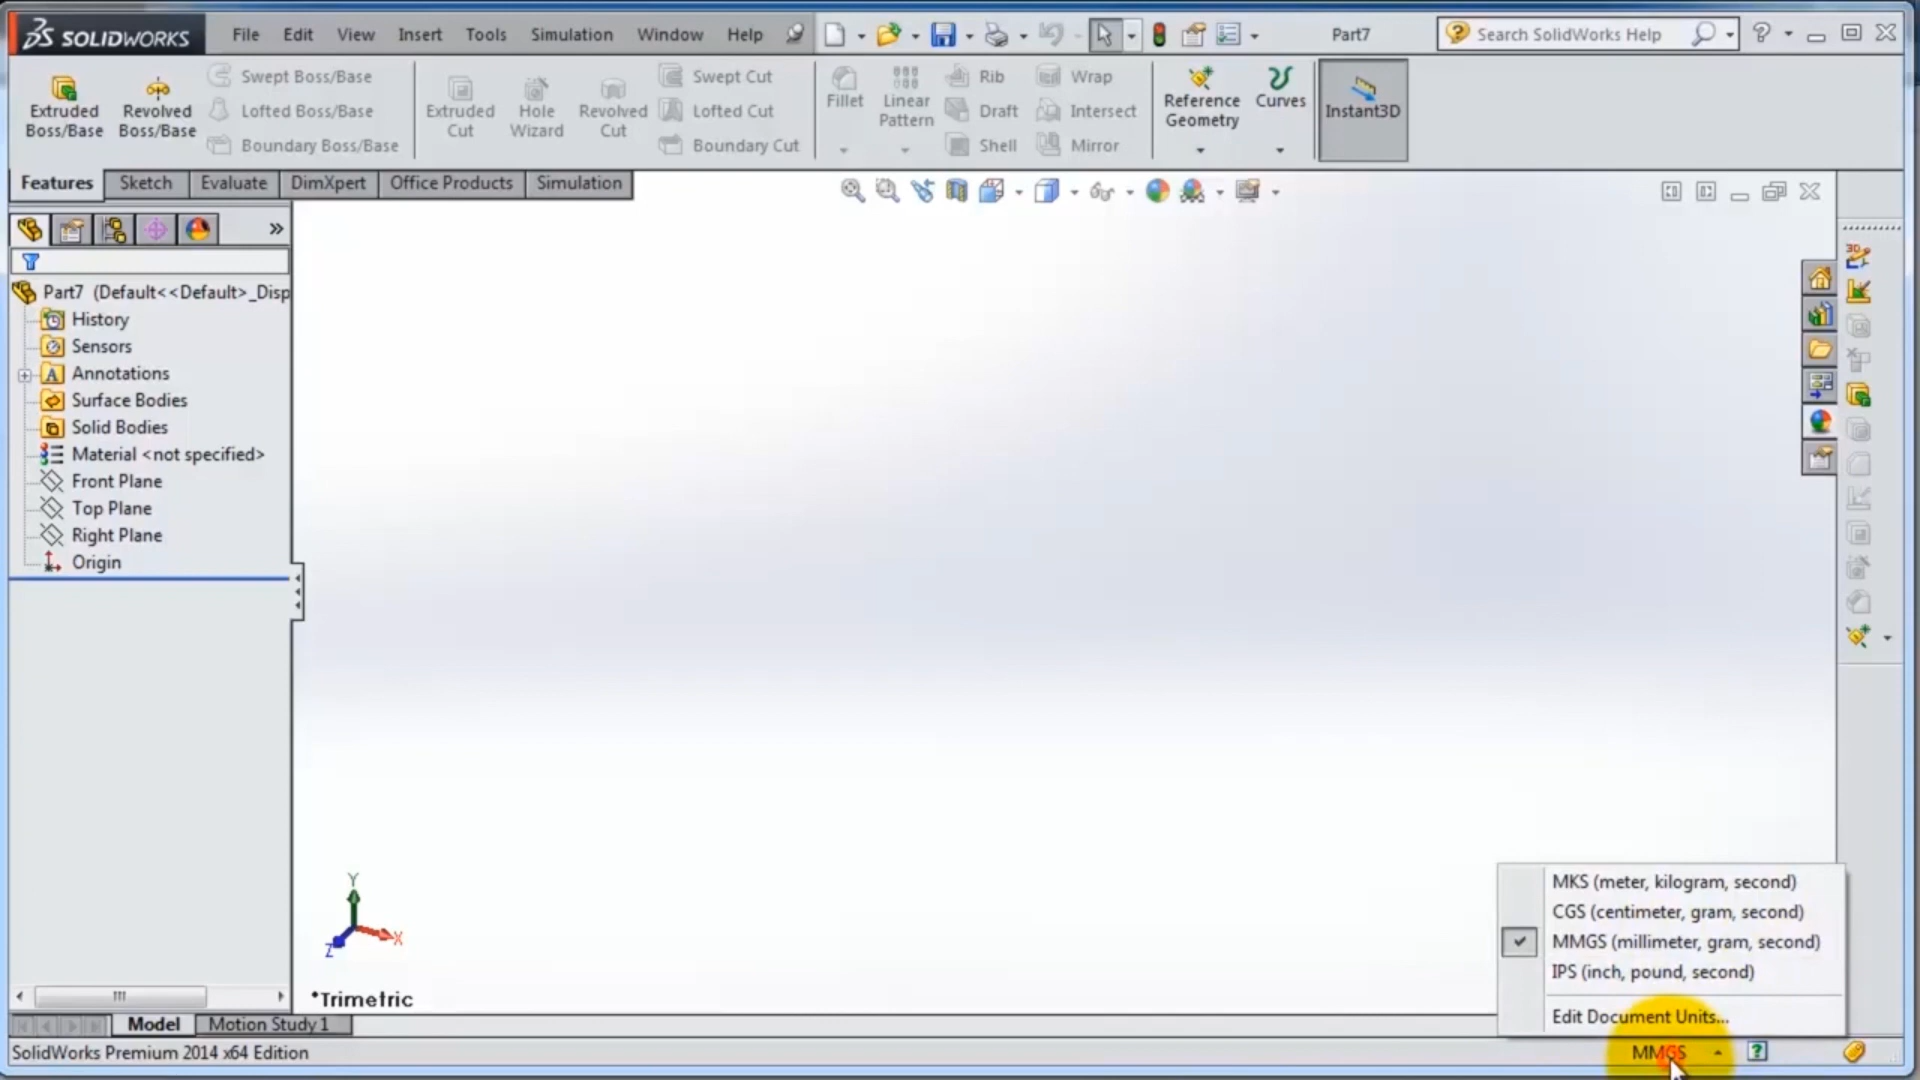 SOLIDWORKS File Edit View Insert Tools Simulation Window Help Part7 Search SolidWorks Help
Extruded Boss/Base
Revolved Boss/Base
Swept Boss/Base
Lofted Boss/Base
Boundary Boss/Base
Extruded Cut
Hole Wizard
Revolved Cut
Swept Cut
Lofted Cut
Boundary Cut
Fillet
Linear Pattern
Rib
Draft
Shell
Wrap
Intersect
Mirror
Reference Geometry
Curves
Instant3D
Features Sketch Evaluate DimXpert Office Products Simulation
Part7 (Default<<Default>_Disp
History
Sensors
Annotations
Surface Bodies
Solid Bodies
Material <not specified>
Front Plane
Top Plane
Right Plane
Origin
Y
X
Z
*Trimetric
MKS (meter, kilogram, second)
CGS (centimeter, gram, second)
MMGS (millimeter, gram, second)
IPS (inch, pound, second)
Edit Document Units...
Model Motion Study 1
SolidWorks Premium 2014 x64 Edition MMGS